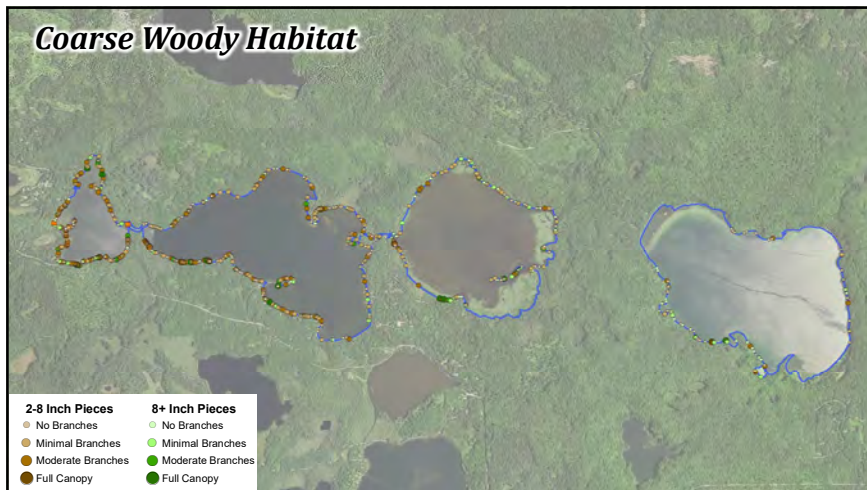 Coarse Woody Habitat
2-8 Inch Pieces
No Branches
Minimal Branches
Moderate Branches
Full Canopy
8+ Inch Pieces
No Branches
Minimal Branches
Moderate Branches
Full Canopy